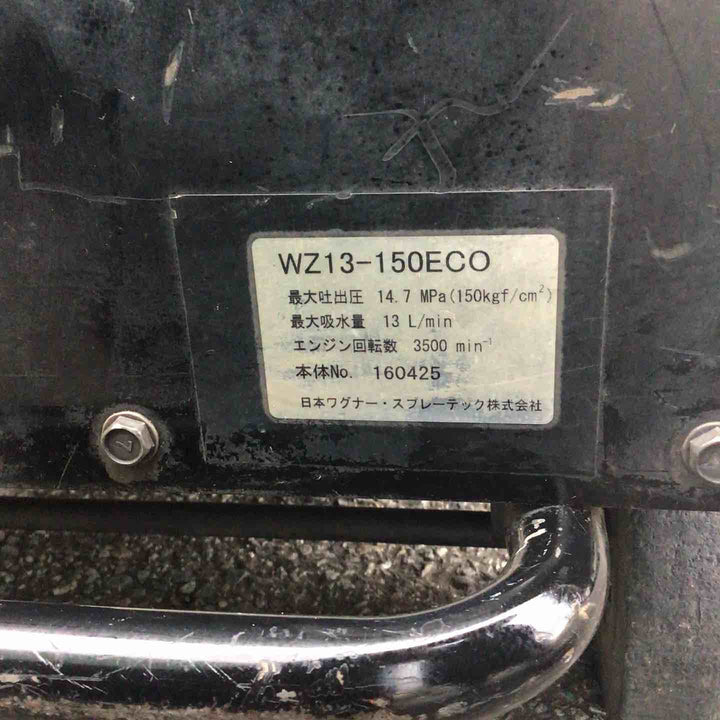 WZ13-150ECO
最大吐出圧 14.7 MPa(150kgf/cm²)
最大吸水量 13 L/min
エンジン回転数 3500 min⁻¹
本体No. 160425
日本ワグナー・スプレーテック株式会社
7